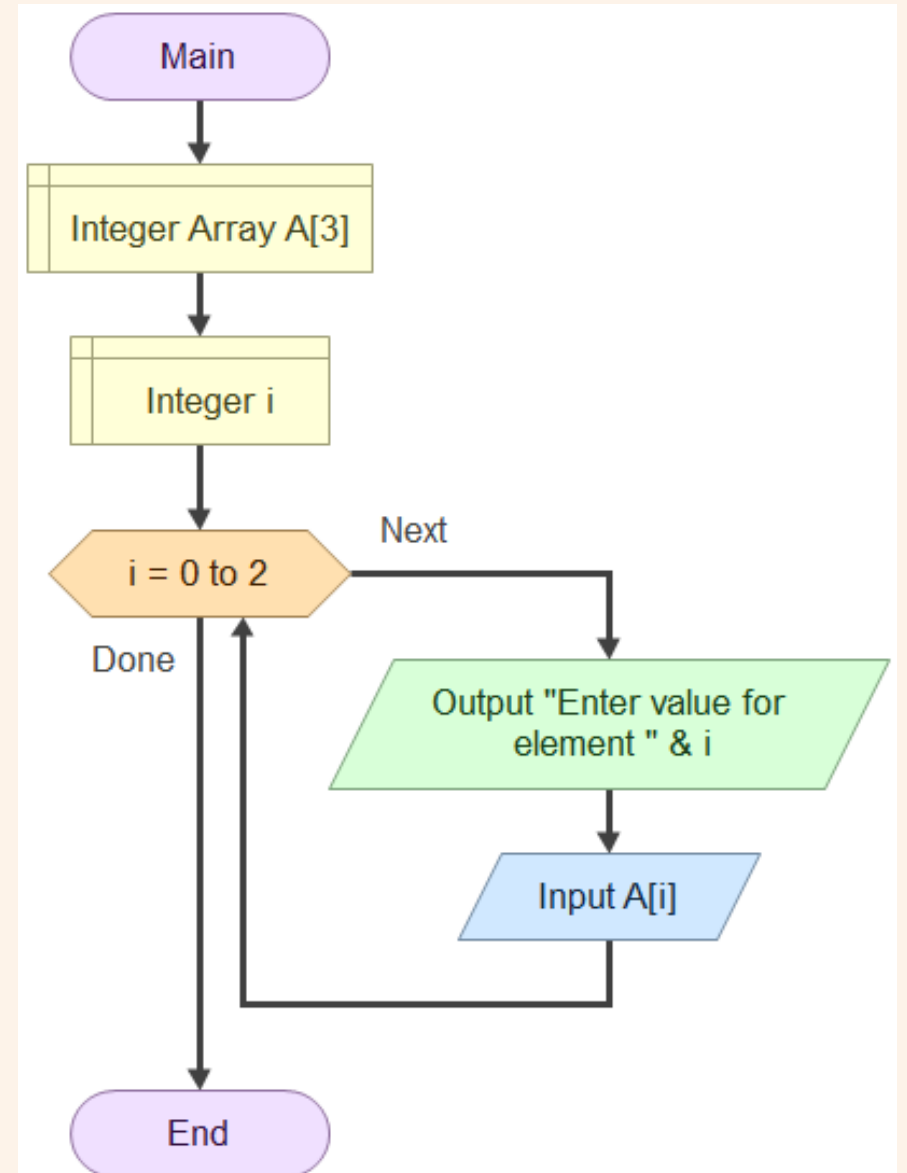 Main
Integer Array A[3]
Integer i
i = 0 to 2
Next
Done
Output "Enter value for
element " & i
Input A[i]
End